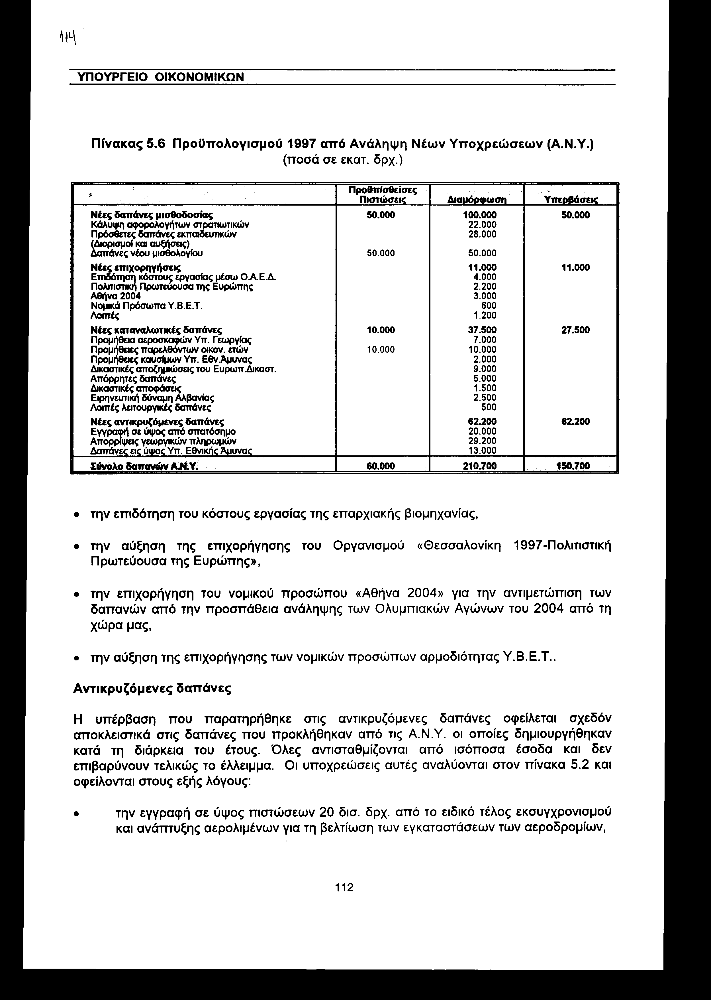 114
ΥΠΟΥΡΓΕΙΟ ΟΙΚΟΝΟΜΙΚΩΝ
Πίνακας 5.6 Προϋπολογισμού 1997 από Ανάληψη Νέων Υποχρεώσεων (Α.Ν.Υ.)
(ποσά σε εκατ. δρχ.)
Προϋπ/σθείσες
Πιστώσεις Διαμόρφωση Υπερβάσεις
Νέες δαπάνες μισθοδοσίας 50.000 100.000 50.000
Κάλυψη αφορολογήτων στρατιωτικών 22.000
Πρόσθετες δαπάνες εκπαιδευτικών 28.000
(Διορισμοί και αυξήσεις)
Δαπάνες νέου μισθολογίου 50.000 50.000
Νέες επιχορηγήσεις 11.000 11.000
Επιδότηση κόστους εργασίας μέσω Ο.Α.Ε.Δ. 4.000
Πολιτιστική Πρωτεύουσα της Ευρώπης 2.200
Αθήνα 2004 3.000
Νομικά Πρόσωπα Υ.Β.Ε.Τ. 600
Λοιπές 1.200
Νέες καταναλωτικές δαπάνες 10.000 37.500 27.500
Προμήθεια αεροσκαφών Υπ. Γεωργίας 7.000
Προμήθειες παρελθόντων οικον. ετών 10.000 10.000
Προμήθειες καυσίμων Υπ. Εθν.Άμυνας 2.000
Δικαστικές αποζημιώσεις του Ευρωπ.Δικαστ. 9.000
Απόρρητες δαπάνες 5.000
Δικαστικές αποφάσεις 1.500
Ειρηνευτική δύναμη Αλβανίας 2.500
Λοιπές λειτουργικές δαπάνες 500
Νέες αντικρυζόμενες δαπάνες 62.200 62.200
Εγγραφή σε ύψος από σπατόσημο 20.000
Απορρίψεις γεωργικών πληρωμών 29.200
Δαπάνες εις ύψος Υπ. Εθνικής Άμυνας 13.000
Σύνολο δαπανών Α.Ν.Υ. 60.000 210.700 150.700
• την επιδότηση του κόστους εργασίας της επαρχιακής βιομηχανίας,
• την αύξηση της επιχορήγησης του Οργανισμού «Θεσσαλονίκη 1997-Πολιτιστική
Πρωτεύουσα της Ευρώπης»,
• την επιχορήγηση του νομικού προσώπου «Αθήνα 2004» για την αντιμετώπιση των
δαπανών από την προσπάθεια ανάληψης των Ολυμπιακών Αγώνων του 2004 από τη
χώρα μας,
• την αύξηση της επιχορήγησης των νομικών προσώπων αρμοδιότητας Υ.Β.Ε.Τ..
Αντικρυζόμενες δαπάνες
Η υπέρβαση που παρατηρήθηκε στις αντικρυζόμενες δαπάνες οφείλεται σχεδόν
αποκλειστικά στις δαπάνες που προκλήθηκαν από τις Α.Ν.Υ. οι οποίες δημιουργήθηκαν
κατά τη διάρκεια του έτους. Όλες αντισταθμίζονται από ισόποσα έσοδα και δεν
επιβαρύνουν τελικώς το έλλειμμα. Οι υποχρεώσεις αυτές αναλύονται στον πίνακα 5.2 και
οφείλονται στους εξής λόγους:
• την εγγραφή σε ύψος πιστώσεων 20 δισ. δρχ. από το ειδικό τέλος εκσυγχρονισμού
και ανάπτυξης αερολιμένων για τη βελτίωση των εγκαταστάσεων των αεροδρομίων,
112